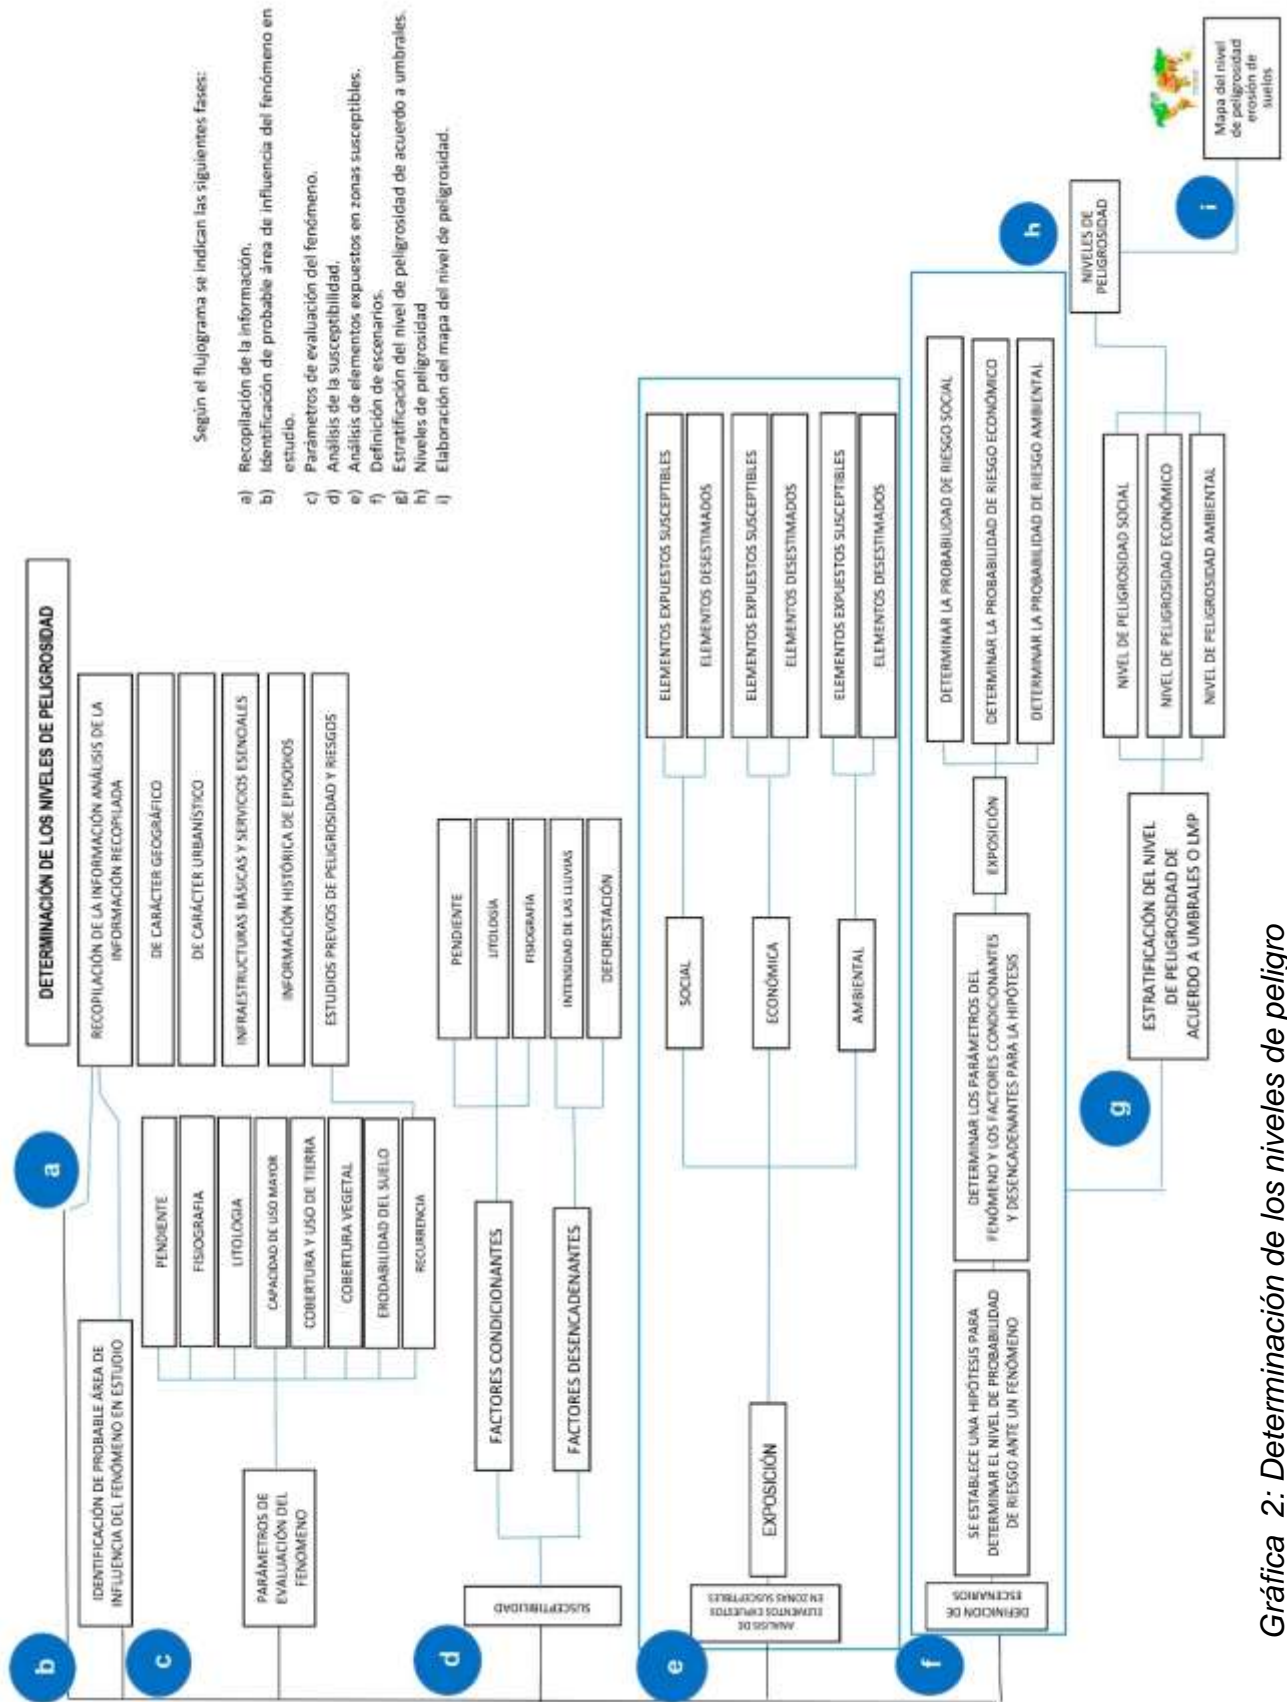 DETERMINACIÓN DE LOS NIVELES DE PELIGROSIDAD
a
RECOPILACIÓN DE LA INFORMACIÓN ANÁLISIS DE LA
INFORMACIÓN RECOPILADA
DE CARÁCTER GEOGRÁFICO
DE CARÁCTER URBANÍSTICO
INFRAESTRUCTURAS BÁSICAS Y SERVICIOS ESENCIALES
INFORMACIÓN HISTÓRICA DE EPISODIOS
ESTUDIOS PREVIOS DE PELIGROSIDAD Y RIESGOS
Según el flujograma se indican las siguientes fases:
a) Recopilación de la información.
b) Identificación de probable área de influencia del fenómeno en
estudio.
c) Parámetros de evaluación del fenómeno.
d) Análisis de la susceptibilidad.
e) Análisis de elementos expuestos en zonas susceptibles.
f) Definición de escenarios.
g) Estratificación del nivel de peligrosidad de acuerdo a umbrales.
h) Niveles de peligrosidad
i) Elaboración del mapa del nivel de peligrosidad.
b
IDENTIFICACIÓN DE PROBABLE ÁREA DE
INFLUENCIA DEL FENÓMENO EN ESTUDIO
c
PARÁMETROS DE
EVALUACIÓN DEL
FENOMENO
PENDIENTE
FISIOGRAFIA
LITOLOGIA
CAPACIDAD DE USO MAYOR
COBERTURA Y USO DE TIERRA
COBERTURA VEGETAL
ERODABILIDAD DEL SUELO
RECURRENCIA
d
SUSCEPTIBILIDAD
FACTORES CONDICIONANTES
PENDIENTE
LITOLOGÍA
FISIOGRAFÍA
FACTORES DESENCADENANTES
INTENSIDAD DE LAS LLUVIAS
DEFORESTACIÓN
e
ANALISIS DE
ELEMENTOS EXPUESTOS
EN ZONAS SUSCEPTIBLES
EXPOSICIÓN
SOCIAL
ELEMENTOS EXPUESTOS SUSCEPTIBLES
ELEMENTOS DESESTIMADOS
ECONÓMICA
ELEMENTOS EXPUESTOS SUSCEPTIBLES
ELEMENTOS DESESTIMADOS
AMBIENTAL
ELEMENTOS EXPUESTOS SUSCEPTIBLES
ELEMENTOS DESESTIMADOS
f
DEFINICION DE
ESCENARIOS
SE ESTABLECE UNA HIPÓTESIS PARA
DETERMINAR EL NIVEL DE PROBABILIDAD
DE RIESGO ANTE UN FENÓMENO
DETERMINAR LOS PARÁMETROS DEL
FENÓMENO Y LOS FACTORES CONDICIONANTES
Y DESENCADENANTES PARA LA HIPÓTESIS
EXPOSICIÓN
DETERMINAR LA PROBABILIDAD DE RIESGO SOCIAL
DETERMINAR LA PROBABILIDAD DE RIESGO ECONÓMICO
DETERMINAR LA PROBABILIDAD DE RIESGO AMBIENTAL
g
ESTRATIFICACIÓN DEL NIVEL
DE PELIGROSIDAD DE
ACUERDO A UMBRALES O LMP
NIVEL DE PELIGROSIDAD SOCIAL
NIVEL DE PELIGROSIDAD ECONÓMICO
NIVEL DE PELIGROSIDAD AMBIENTAL
h
NIVELES DE
PELIGROSIDAD
i
Mapa del nivel
de peligrosidad
erosión de
suelos
Gráfica 2: Determinación de los niveles de peligro